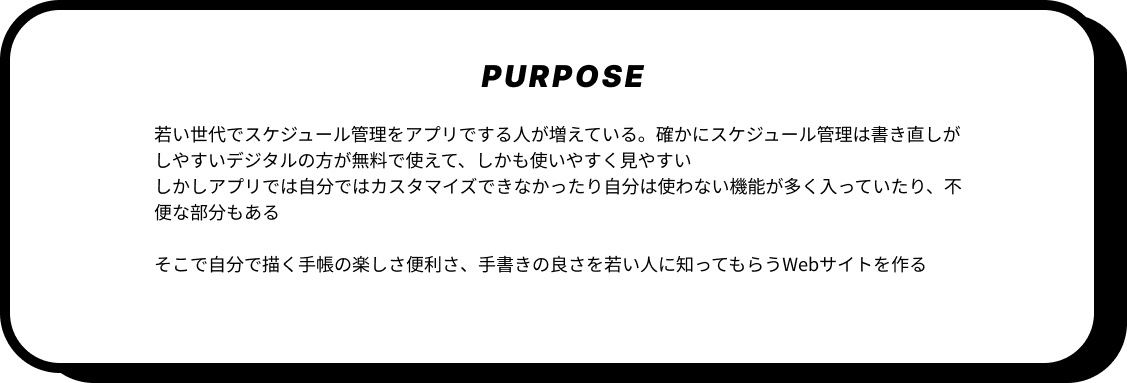 PURPOSE
若い世代でスケジュール管理をアプリでする人が増えている。確かにスケジュール管理は書き直しが
しやすいデジタルの方が無料で使えて、しかも使いやすく見やすい
しかしアプリでは自分ではカスタマイズできなかったり自分は使わない機能が多く入っていたり、不
便な部分もある
そこで自分で描く手帳の楽しさ便利さ、手書きの良さを若い人に知ってもらうWebサイトを作る